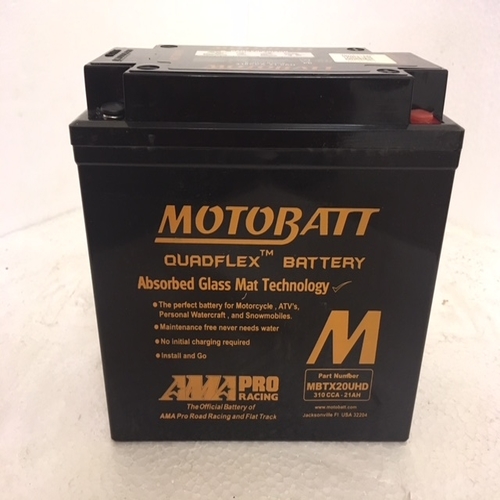 MOTOBATT
QUADFLEX™ BATTERY
Absorbed Glass Mat Technology
• The perfect battery for Motorcycle , ATV's,
Personal Watercraft , and Snowmobiles.
• Maintenance free never needs water
• No initial charging required
• Install and Go
M
AMA PRO
RACING
The Official Battery of
AMA Pro Road Racing and Flat Track
Part Number
MBTX20UHD
310 CCA - 21AH
www.motobatt.com
Jacksonville Fl. USA 32204